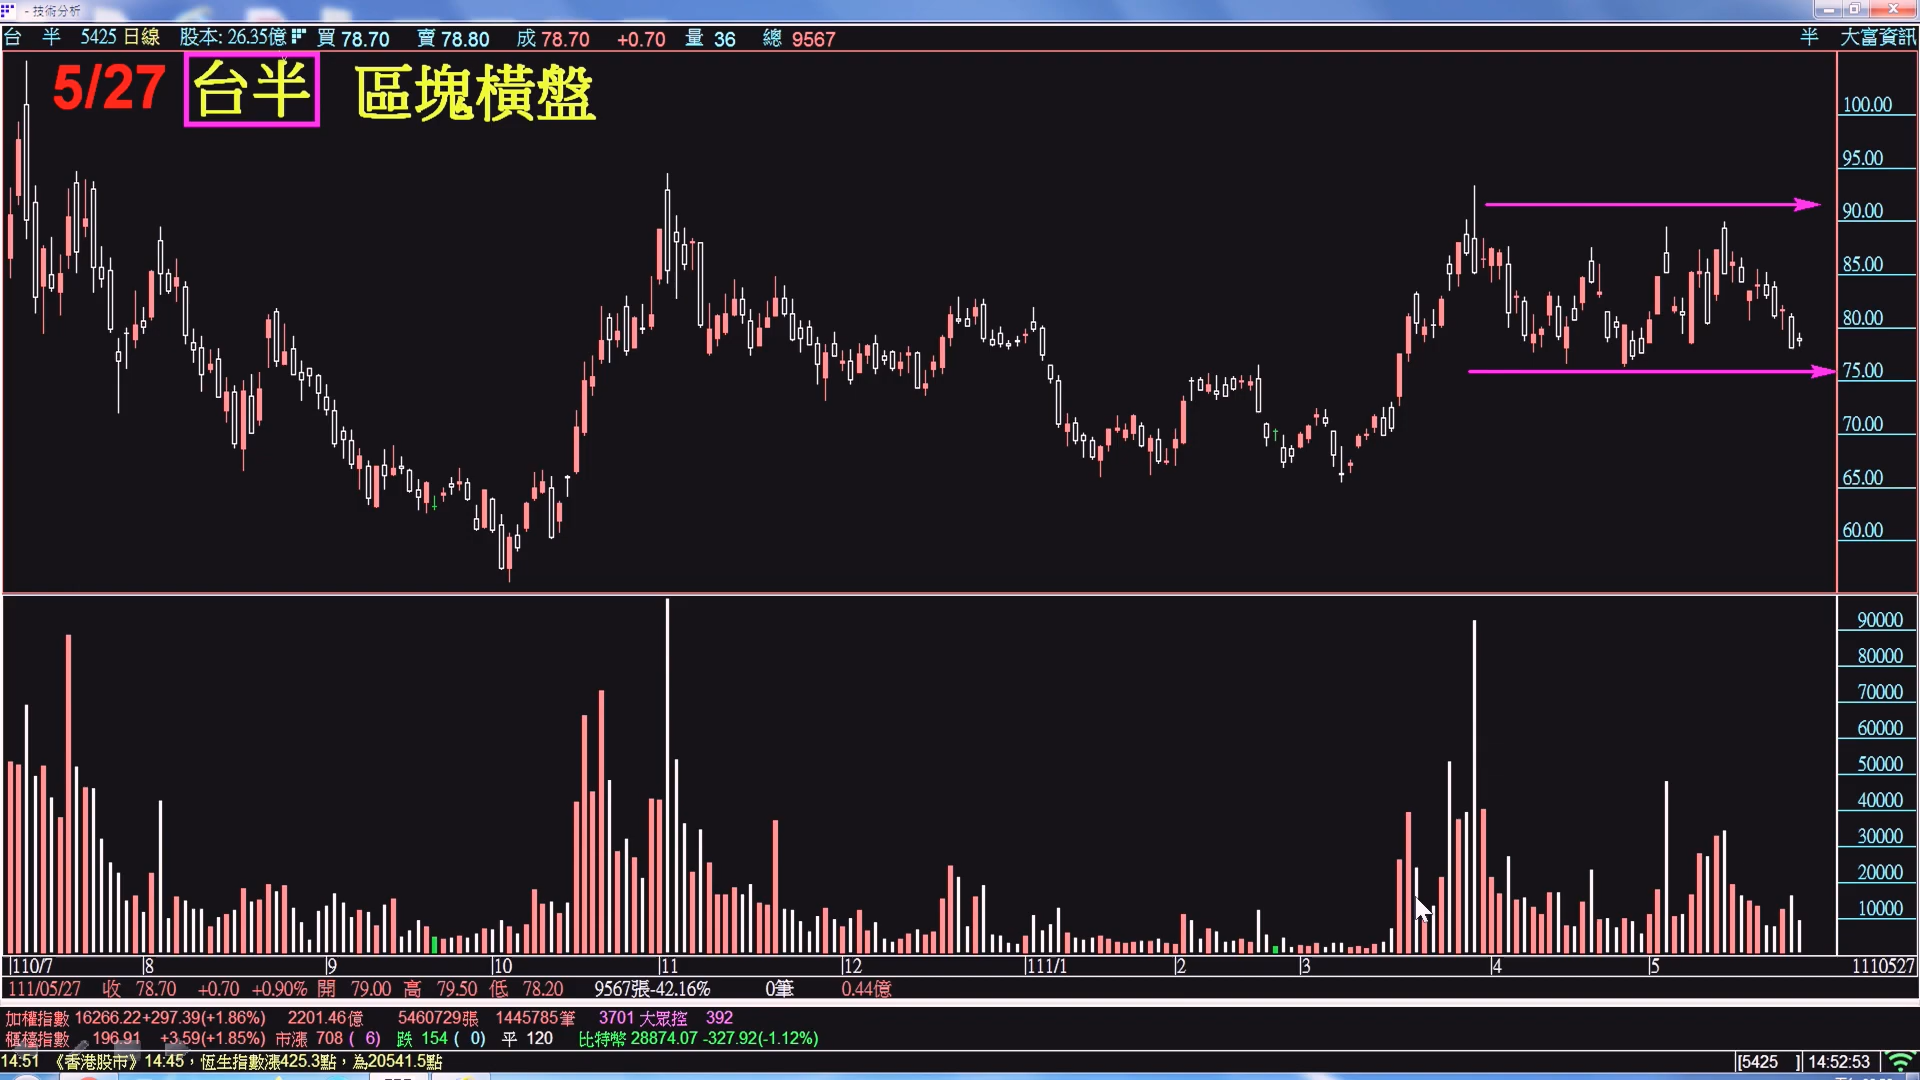 - 技術分析
台 半 5425 日線 股本: 26.35億 買 78.70 賣 78.80 成 78.70 +0.70 量 36 總 9567 半 大富資訊
5/27 台半 區塊橫盤
100.00
95.00
90.00
85.00
80.00
75.00
70.00
65.00
60.00
90000
80000
70000
60000
50000
40000
30000
20000
10000
110/7 8 9 10 11 12 111/1 2 3 4 5 1110527
111/05/27 收 78.70 +0.70 +0.90% 開 79.00 高 79.50 低 78.20 9567張-42.16% 0筆 0.44億
加權指數 16266.22+297.39(+1.86%) 2201.46億 5460729張 1445785筆 3701 大眾控 392
櫃檯指數 196.91 +3.59(+1.85%) 市漲 708 ( 6) 跌 154 ( 0) 平 120 比特幣 28874.07 -327.92(-1.12%)
14:51 《香港股市》14:45，恆生指數漲425.3點，為20541.5點 [5425 ] 14:52:53